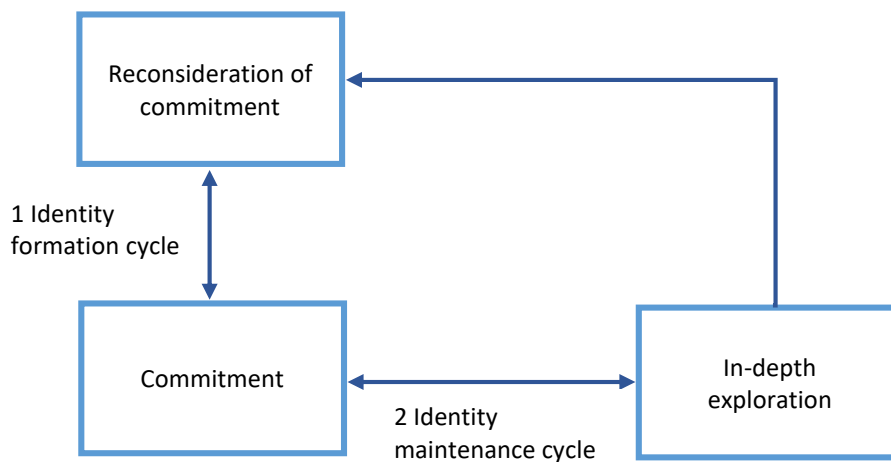 Reconsideration of
commitment
1 Identity
formation cycle
Commitment
In-depth
exploration
2 Identity
maintenance cycle